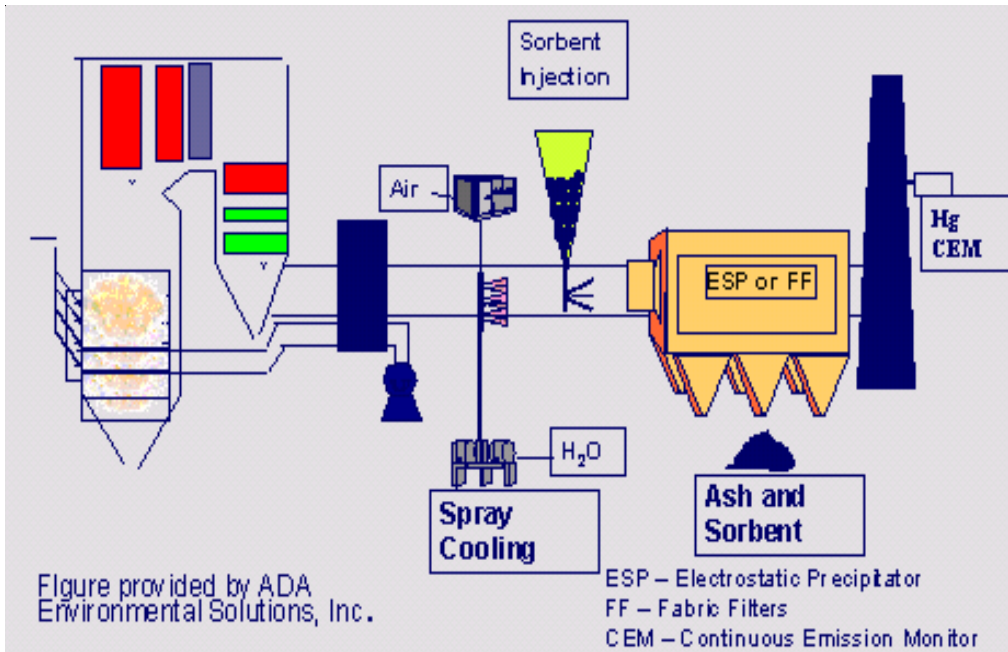 Sorbent
Injection
Air
Hg
CEM
ESP or FF
H₂O
Spray
Cooling
Ash and
Sorbent
FIgure provided by ADA
Environmental Solutions, Inc.
ESP – Electrostatic Precipitator
FF – Fabric Filters
CEM – Continuous Emission Monitor